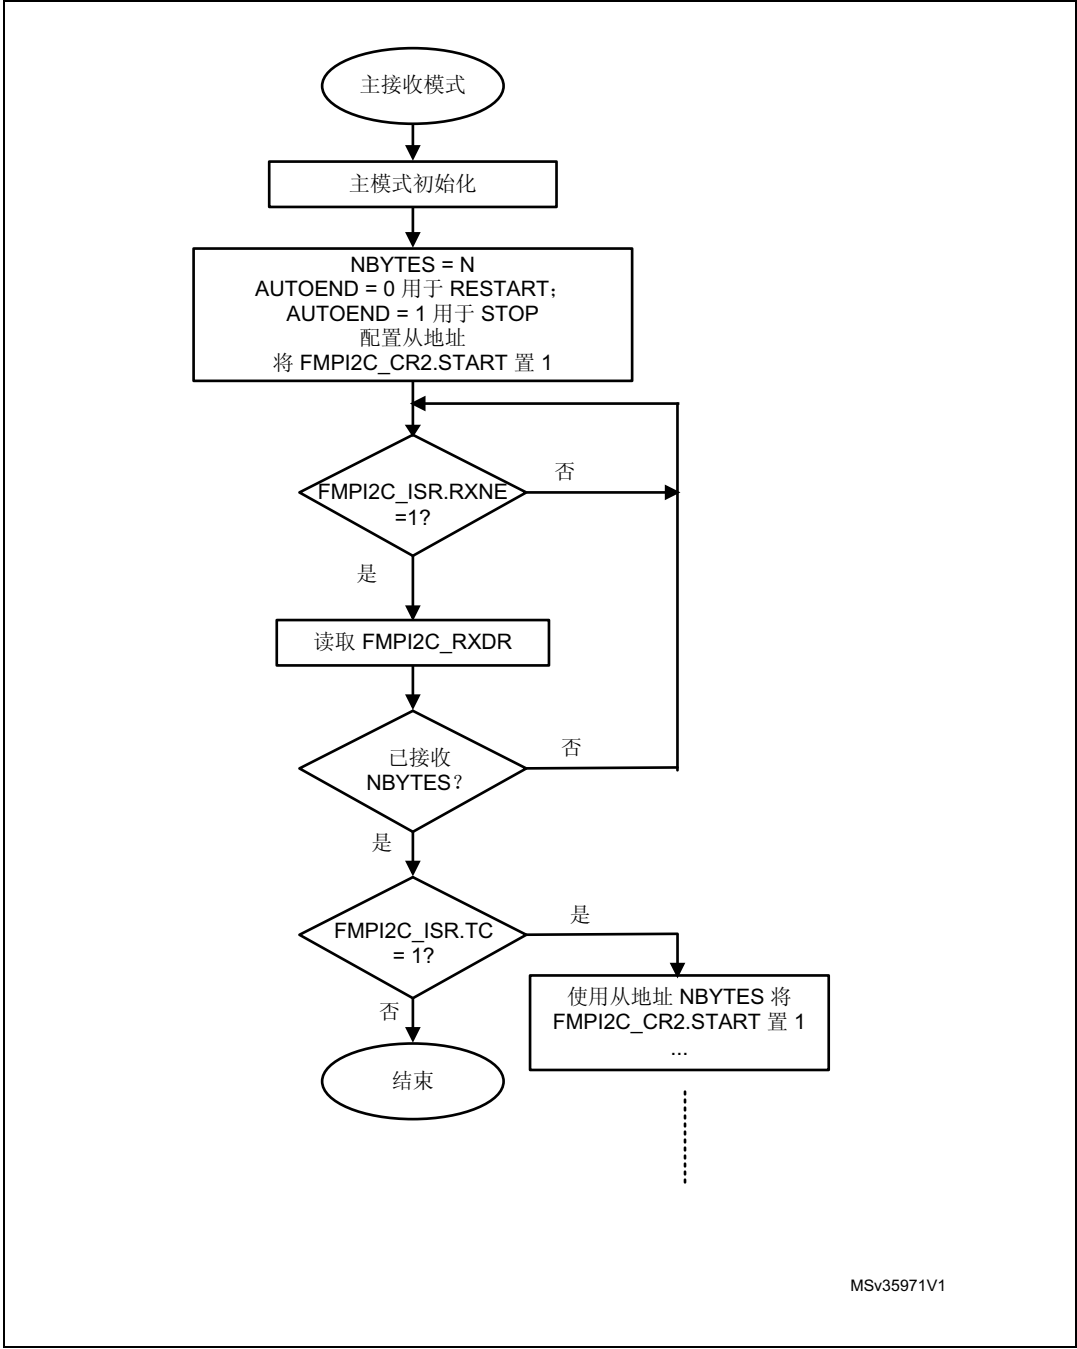 主接收模式
主模式初始化
NBYTES = N
AUTOEND = 0 用于 RESTART；
AUTOEND = 1 用于 STOP
配置从地址
将 FMPI2C_CR2.START 置 1
否
FMPI2C_ISR.RXNE
=1?
是
读取 FMPI2C_RXDR
否
已接收
NBYTES？
是
是
FMPI2C_ISR.TC
= 1?
使用从地址 NBYTES 将
FMPI2C_CR2.START 置 1
...
否
结束
MSv35971V1